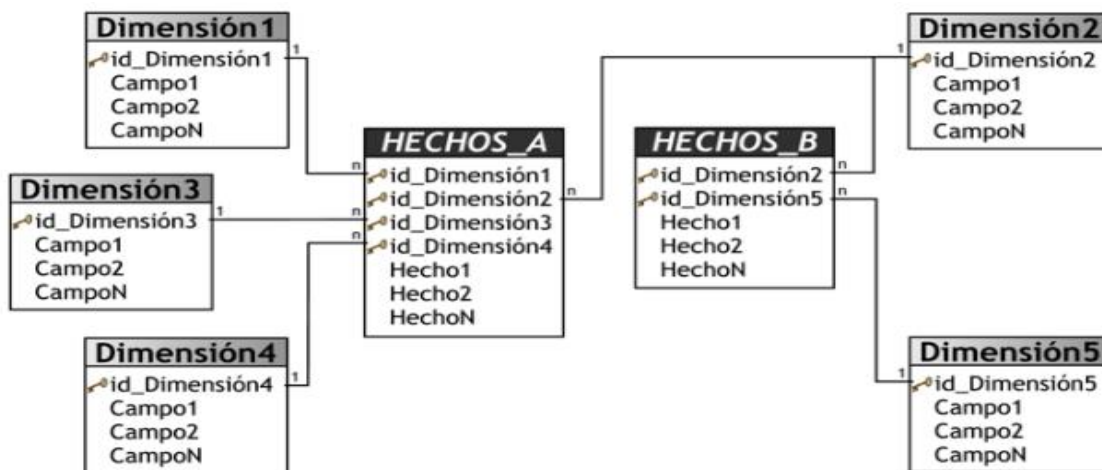 Dimensión1
1
id_Dimensión1
Campo1
Campo2
CampoN
Dimensión3
1
id_Dimensión3
Campo1
Campo2
CampoN
Dimensión4
1
id_Dimensión4
Campo1
Campo2
CampoN
HECHOS_A
n
id_Dimensión1
n
id_Dimensión2
n
id_Dimensión3
n
id_Dimensión4
Hecho1
Hecho2
HechoN
HECHOS_B
n
id_Dimensión2
n
id_Dimensión5
Hecho1
Hecho2
HechoN
Dimensión2
1
id_Dimensión2
Campo1
Campo2
CampoN
Dimensión5
1
id_Dimensión5
Campo1
Campo2
CampoN